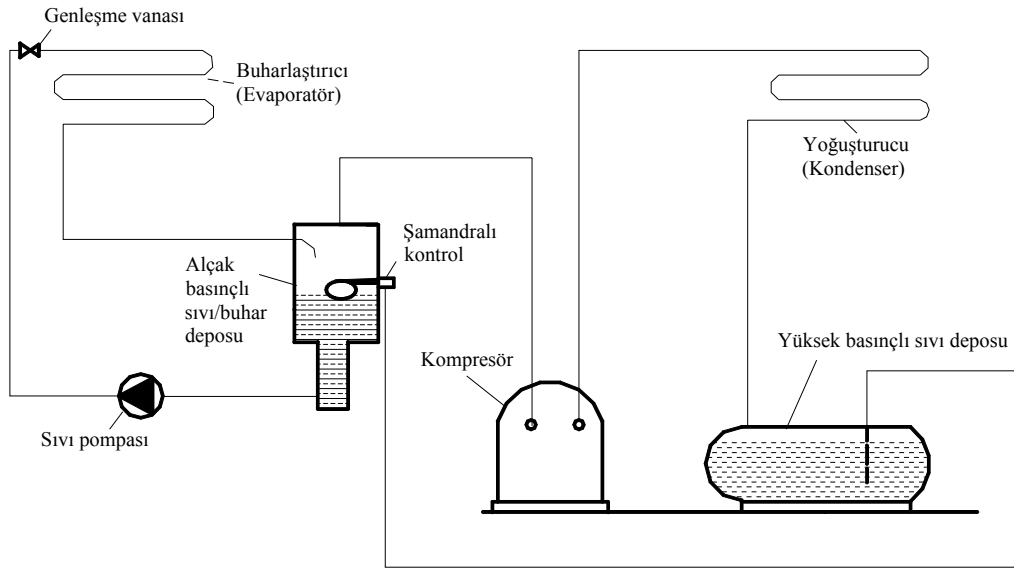 Genleşme vanası
Buharlaştırıcı
(Evaporatör)
Yoğuşturucu
(Kondenser)
Şamandralı
kontrol
Alçak
basınçlı
sıvı/buhar
deposu
Kompresör
Yüksek basınçlı sıvı deposu
Sıvı pompası